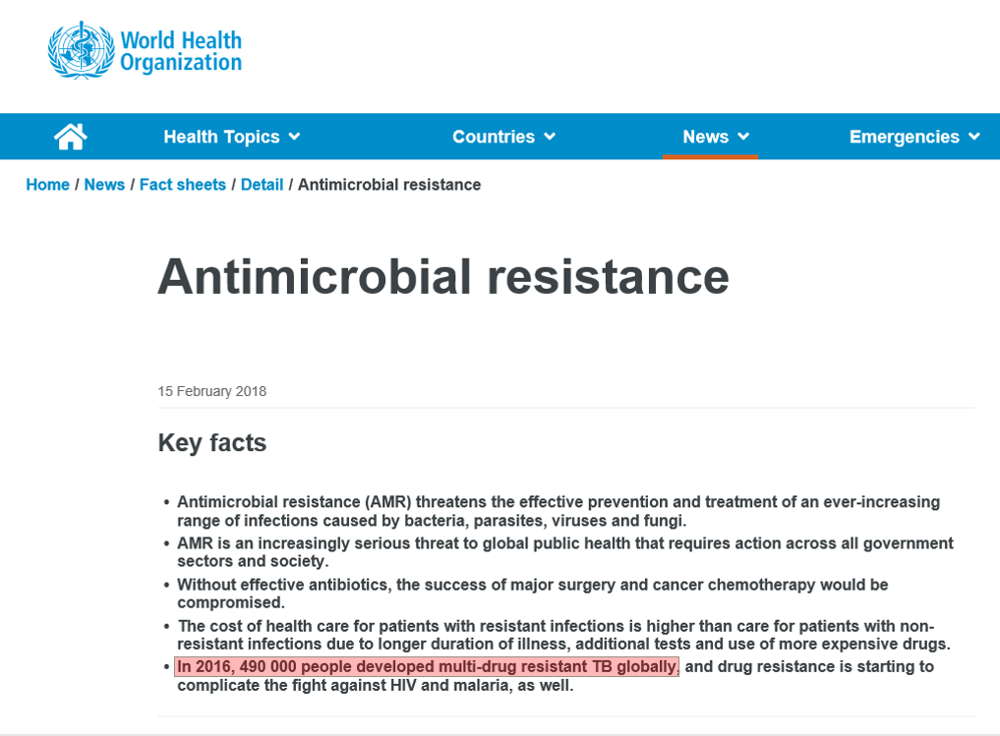 World Health
Organization
Health Topics
Countries
News
Emergencies
Home / News / Fact sheets / Detail / Antimicrobial resistance
Antimicrobial resistance
15 February 2018
Key facts
• Antimicrobial resistance (AMR) threatens the effective prevention and treatment of an ever-increasing
range of infections caused by bacteria, parasites, viruses and fungi.
• AMR is an increasingly serious threat to global public health that requires action across all government
sectors and society.
• Without effective antibiotics, the success of major surgery and cancer chemotherapy would be
compromised.
• The cost of health care for patients with resistant infections is higher than care for patients with non-
resistant infections due to longer duration of illness, additional tests and use of more expensive drugs.
• In 2016, 490 000 people developed multi-drug resistant TB globally, and drug resistance is starting to
complicate the fight against HIV and malaria, as well.